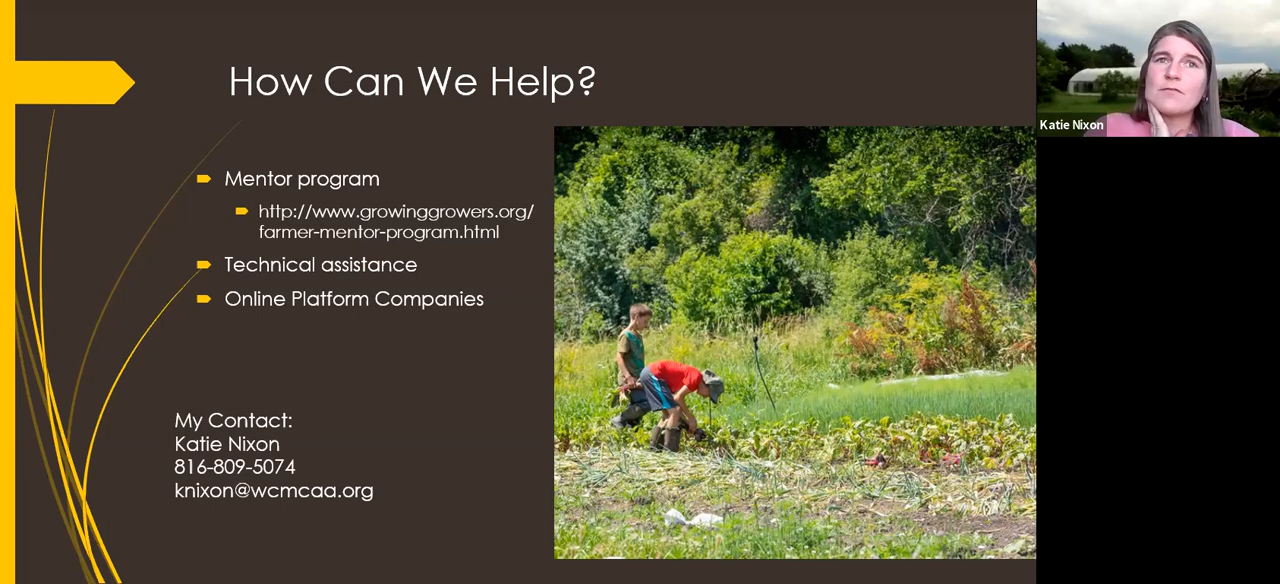 How Can We Help?
Mentor program
http://www.growinggrowers.org/
farmer-mentor-program.html
Technical assistance
Online Platform Companies
My Contact:
Katie Nixon
816-809-5074
knixon@wcmcaa.org
Katie Nixon